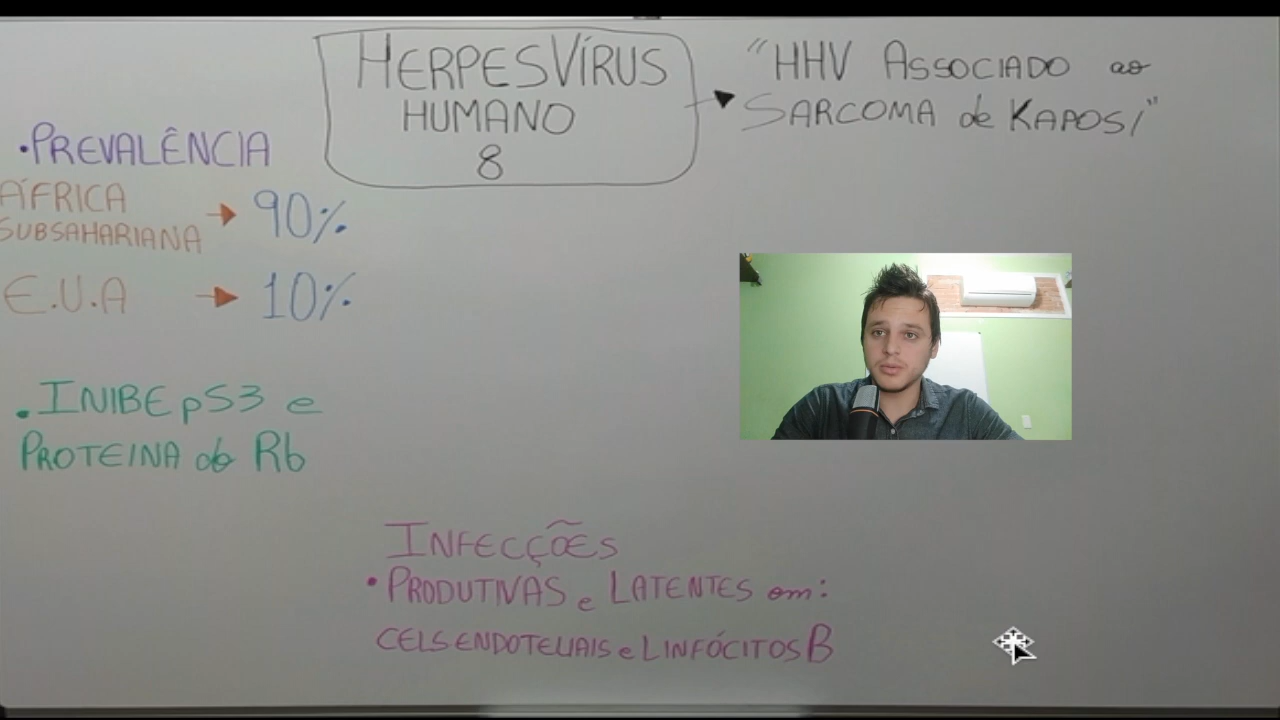 HERPESVÍRUS
HUMANO
8
"HHV ASSOCIADO ao
SARCOMA de KAPOSI"
•PREVALÊNCIA
ÁFRICA
SUBSAHARIANA → 90%
E.U.A → 10%
•INIBE p53 e
PROTEINA do Rb
INFECÇÕES
•PRODUTIVAS e LATENTES em:
CELS ENDOTELIAIS e LINFÓCITOS B